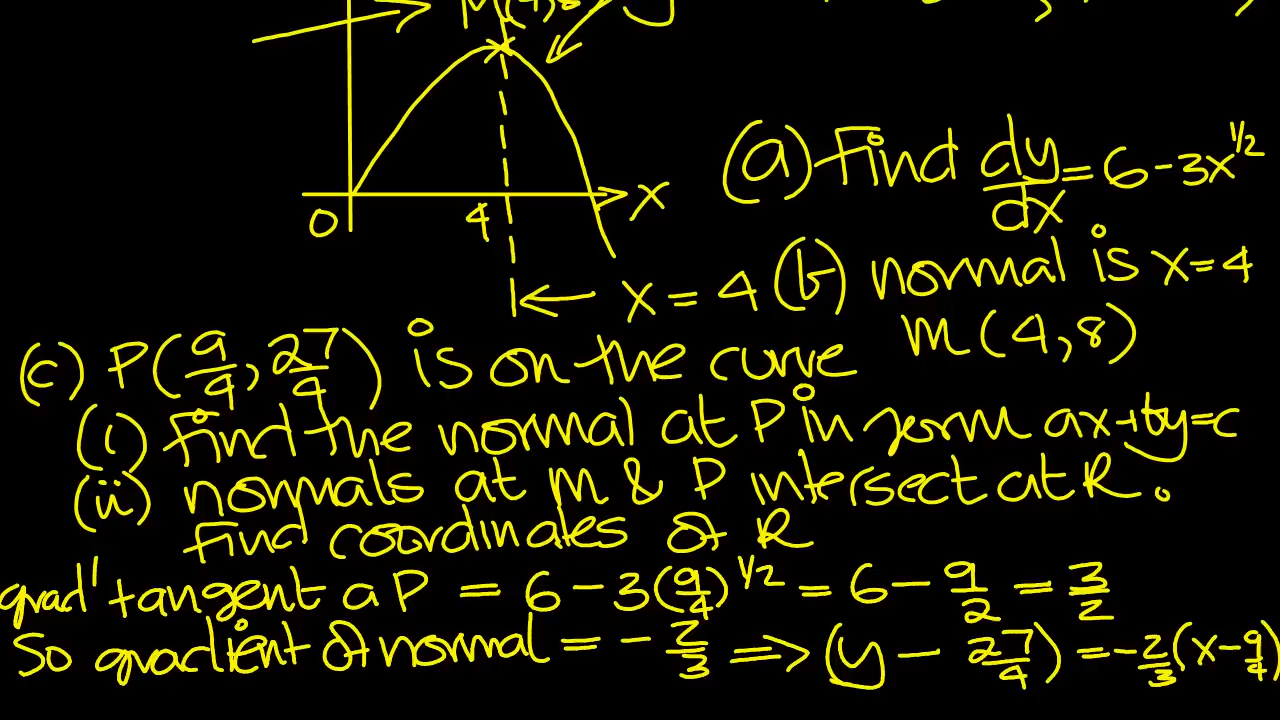 M(4,8
y
0
4
x
(a) Find dy/dx = 6 - 3x^1/2
x = 4
(b) normal is x = 4
M(4,8)
(c) P(9/4, 27/4) is on the curve
(i) Find the normal at P in form ax+by=c
(ii) normals at M & P intersect at R.
Find coordinates of R
grad' tangent a P = 6 - 3(9/4)^1/2 = 6 - 9/2 = 3/2
So gradient of normal = - 2/3 => (y - 27/4) = -2/3(x - 9/4)